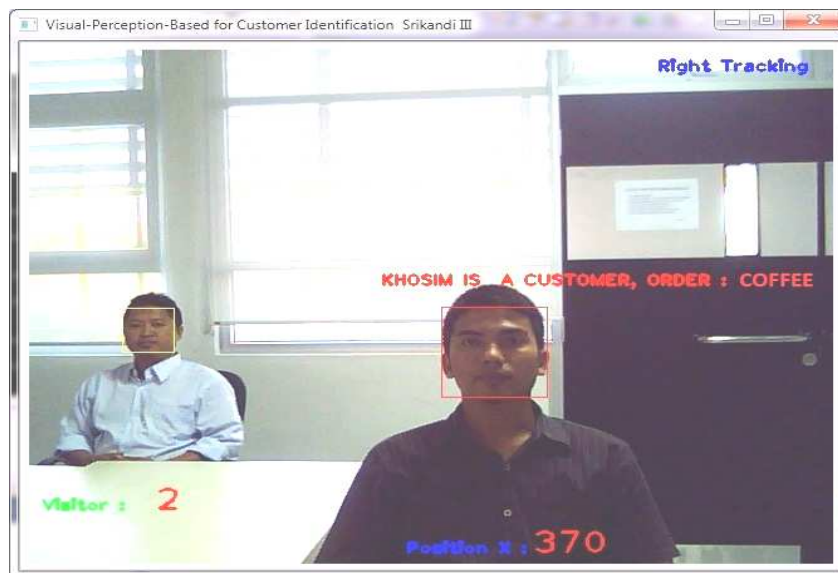 Visual-Perception-Based for Customer Identification Srikandi III
Right Tracking
KHOSIM IS A CUSTOMER, ORDER : COFFEE
Visitor : 2
Position X : 370